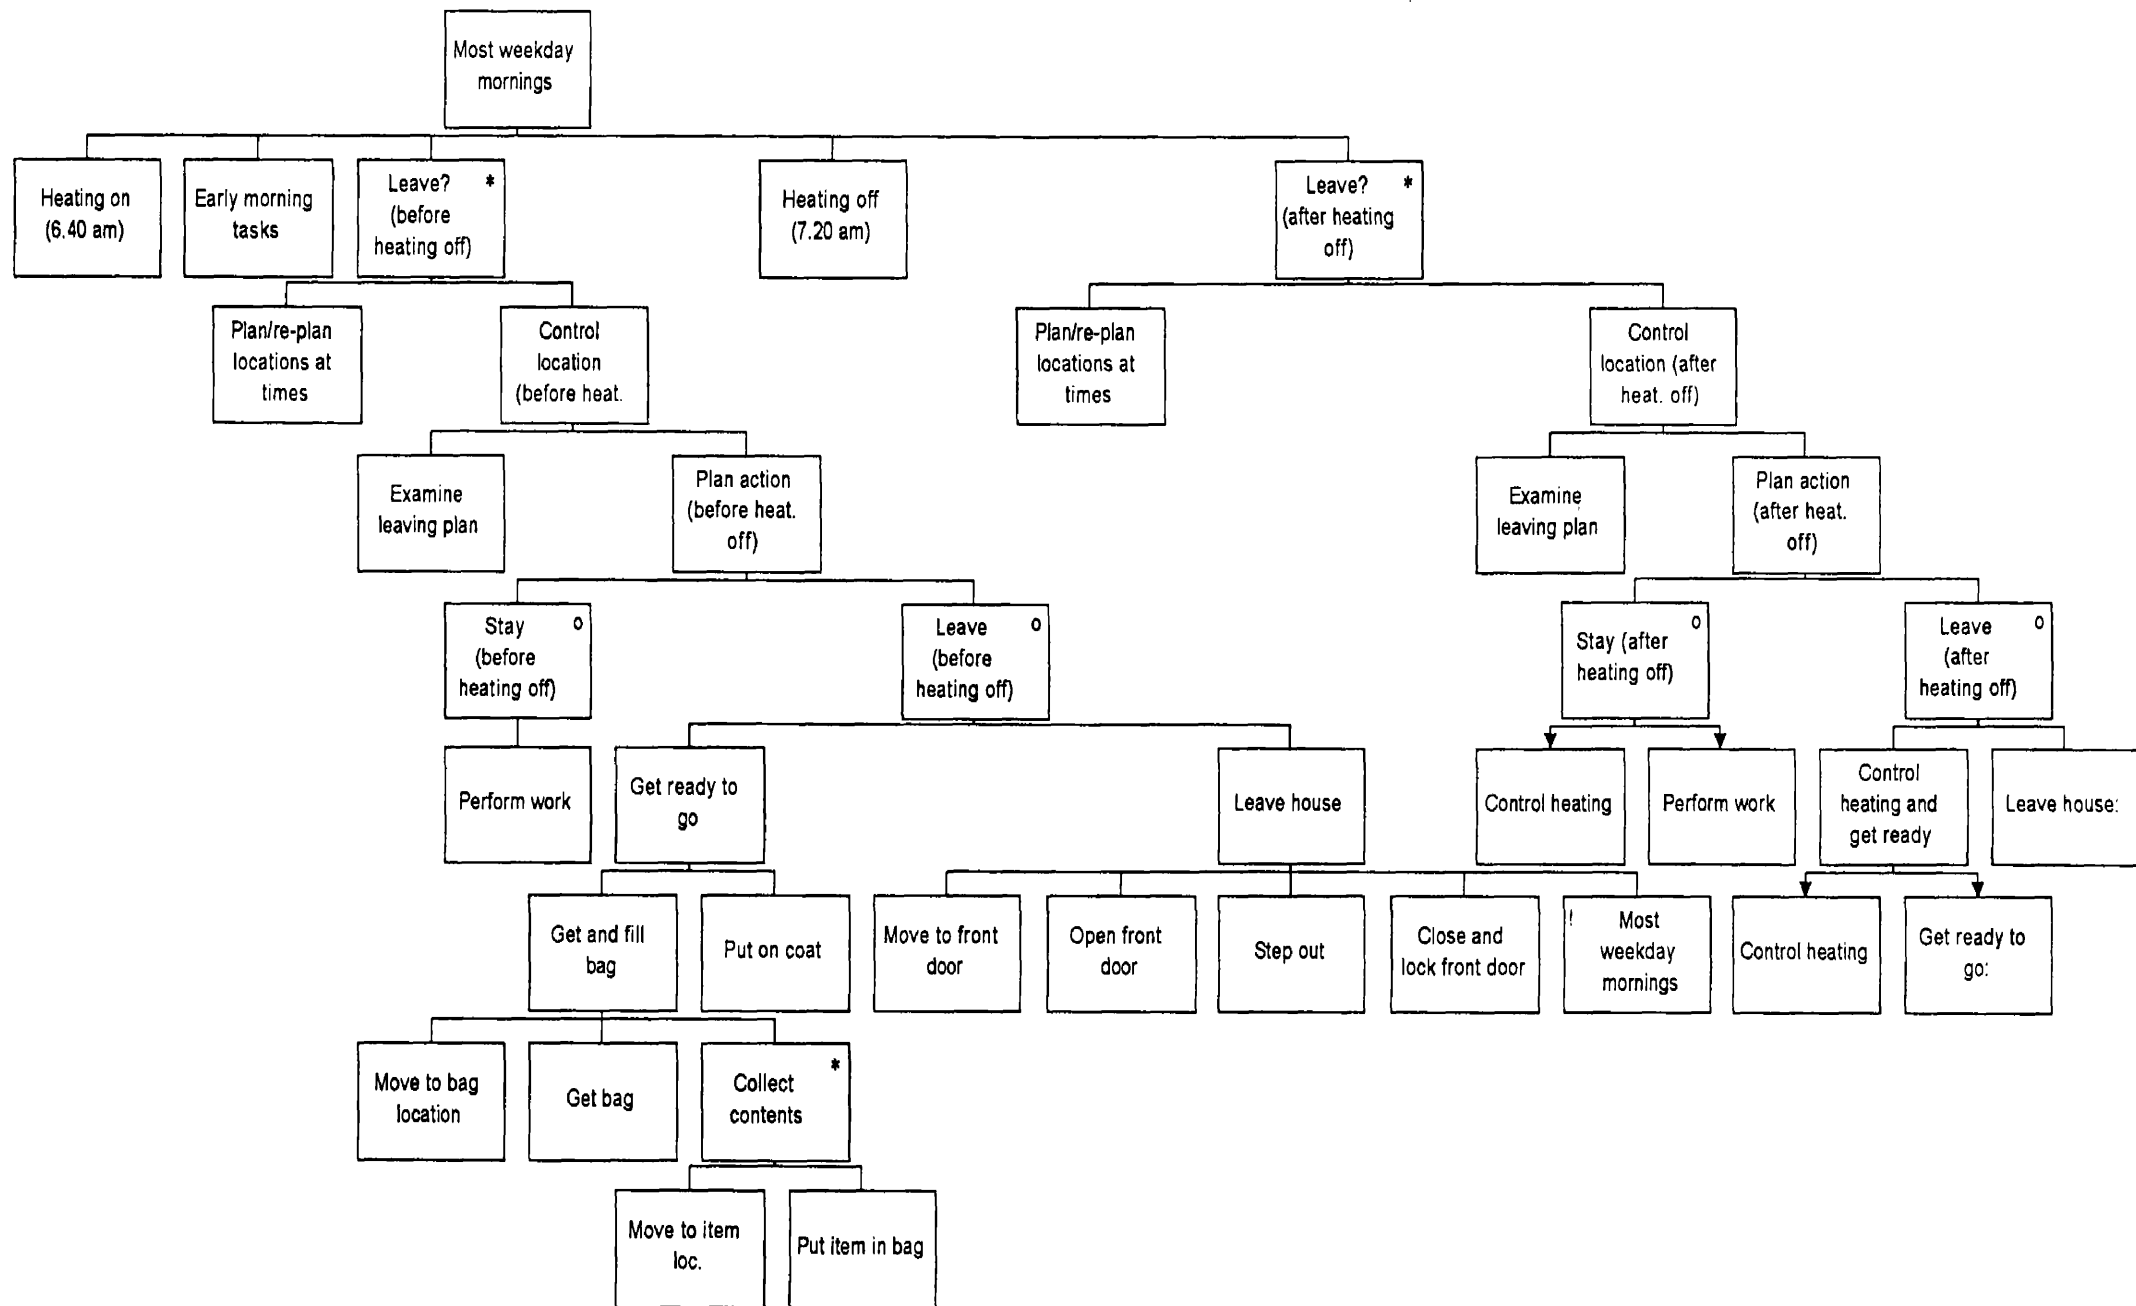 Most weekday
mornings
Heating on
(6.40 am)
Early morning
tasks
Leave? *
(before
heating off)
Heating off
(7.20 am)
Leave? *
(after heating
off)
Plan/re-plan
locations at
times
Control
location
(before heat.
Plan/re-plan
locations at
times
Control
location (after
heat. off)
Examine
leaving plan
Plan action
(before heat.
off)
Examine
leaving plan
Plan action
(after heat.
off)
Stay o
(before
heating off)
Leave o
(before
heating off)
o
Stay (after
heating off)
Leave o
(after
heating off)
Perform work
Get ready to
go
Leave house
Control heating
Perform work
Control
heating and
get ready
Leave house:
Get and fill
bag
Put on coat
Move to front
door
Open front
door
Step out
Close and
lock front door
! Most
weekday
mornings
Control heating
Get ready to
go:
Move to bag
location
Get bag
*
Collect
contents
Move to item
loc.
Put item in bag